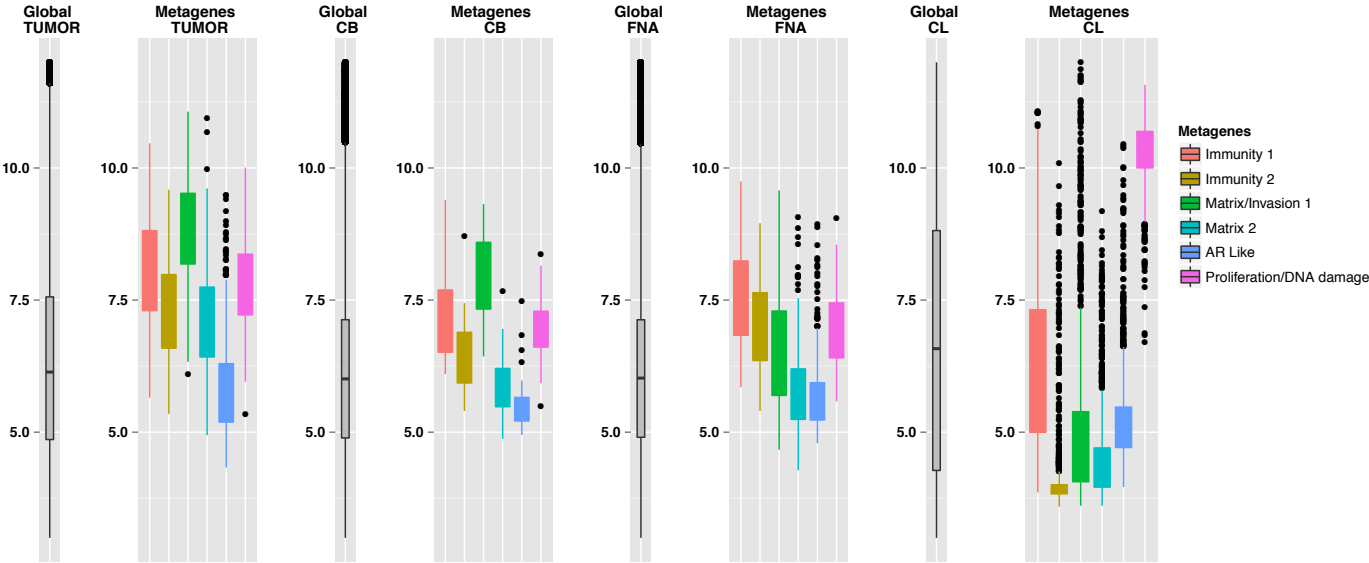 Global
TUMOR
10.0
7.5
5.0
Metagenes
TUMOR
10.0
7.5
5.0
Global
CB
10.0
7.5
5.0
Metagenes
CB
10.0
7.5
5.0
Global
FNA
10.0
7.5
5.0
Metagenes
FNA
10.0
7.5
5.0
Global
CL
10.0
7.5
5.0
Metagenes
CL
10.0
7.5
5.0
Metagenes
Immunity 1
Immunity 2
Matrix/Invasion 1
Matrix 2
AR Like
Proliferation/DNA damage